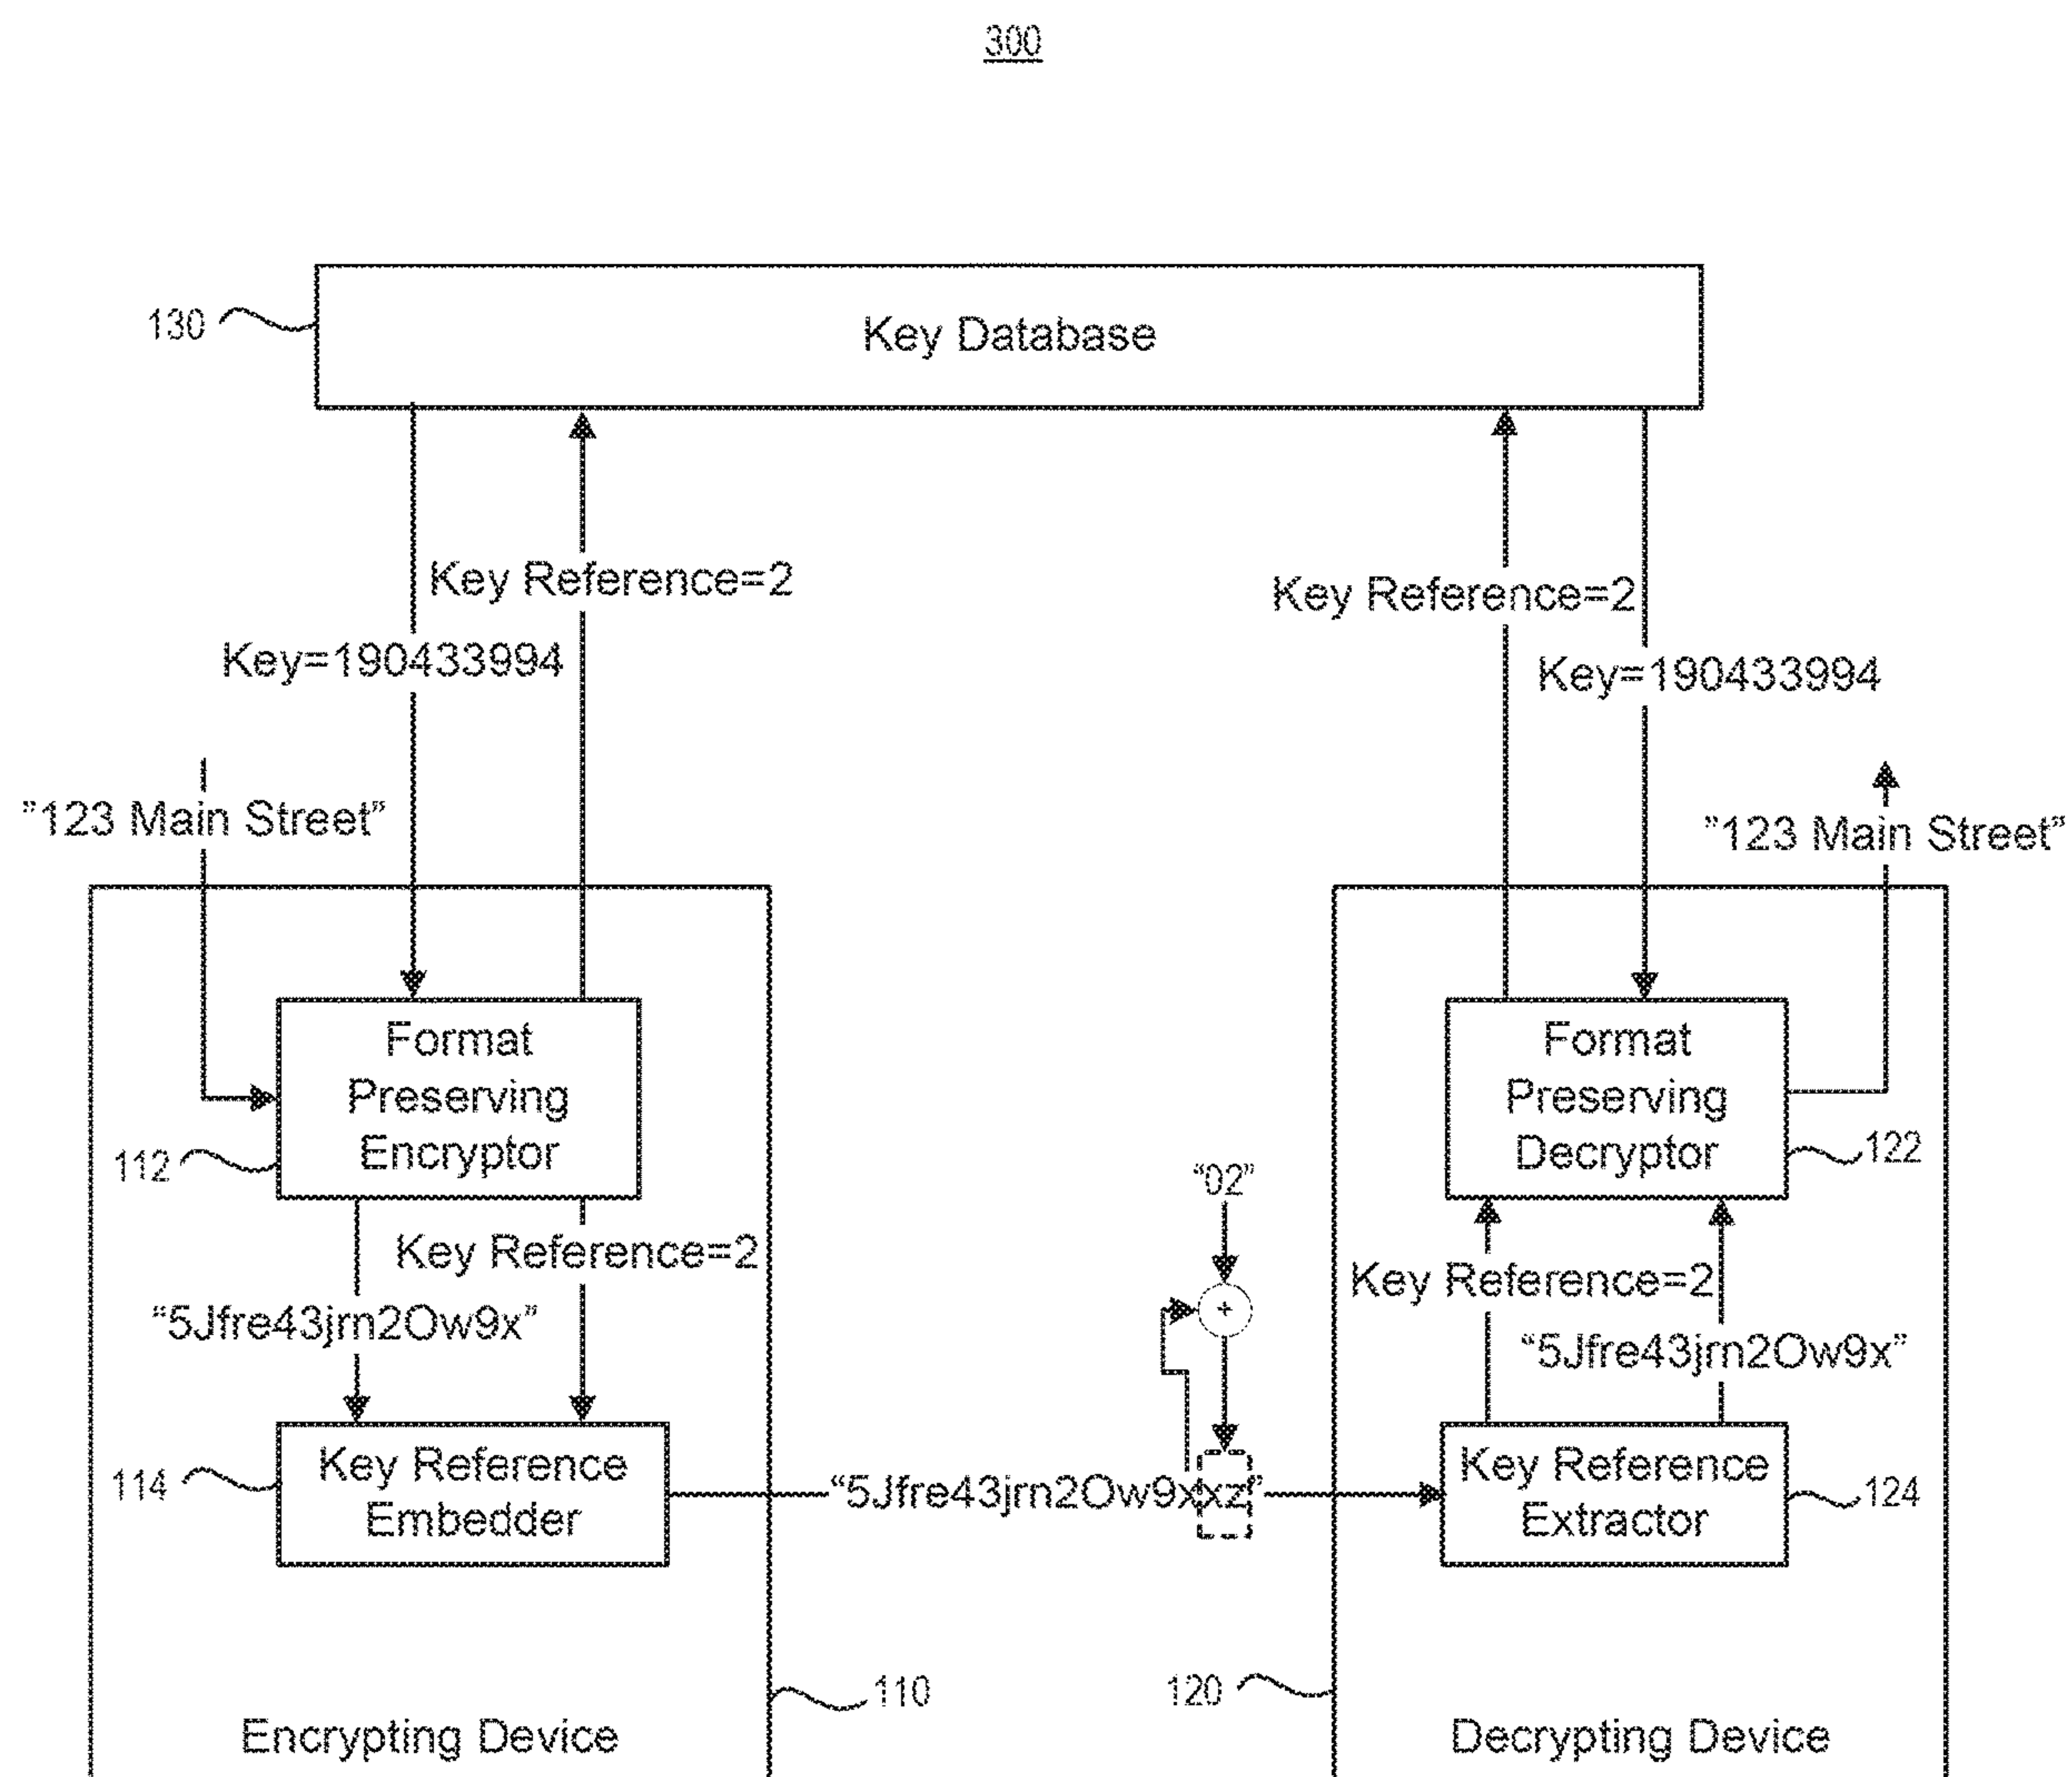 300
130
Key Database
Key Reference=2
Key Reference=2
Key=190433994
Key=190433994
”123 Main Street”
”123 Main Street”
Format
Preserving
Encryptor
112
Format
Preserving
Decryptor
122
“02”
+
Key Reference=2
Key Reference=2
“5Jfre43jrn2Ow9x”
“5Jfre43jrn2Ow9x”
114
Key Reference
Embedder
“5Jfre43jrn2Ow9xxz”
Key Reference
Extractor
124
110
120
Encrypting Device
Decrypting Device